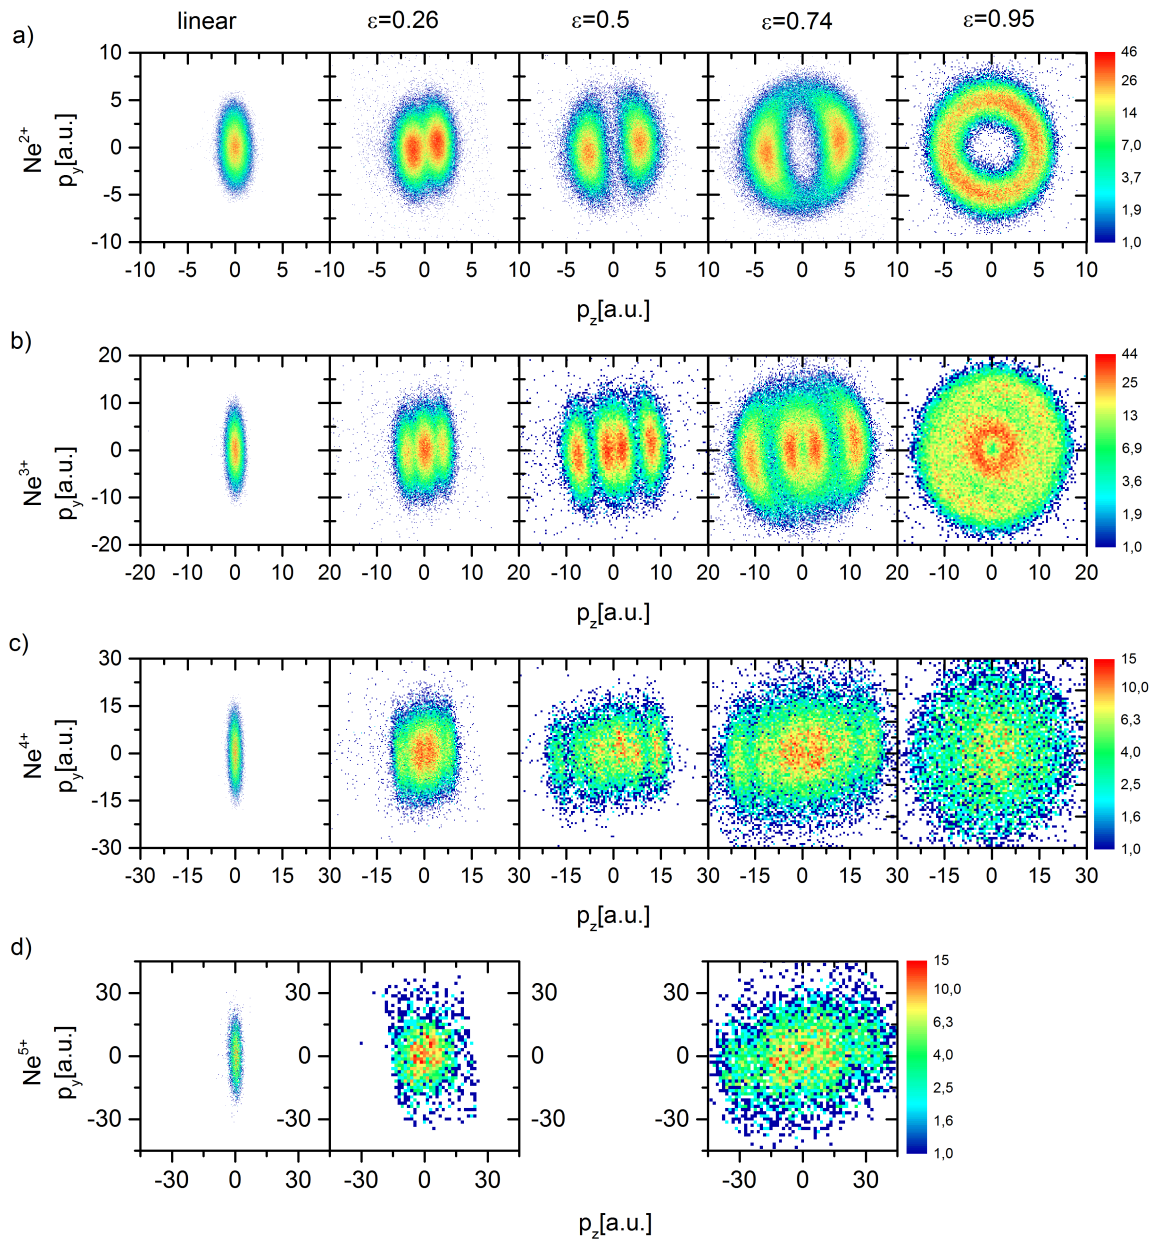 linear ε=0.26 ε=0.5 ε=0.74 ε=0.95
a)
Ne2+
py[a.u.]
10
5
0
-5
-10
-10 -5 0 5 10 -5 0 5 10 -5 0 5 10 -5 0 5 10 -5 0 5 10
pz[a.u.]
46
26
14
7,0
3,7
1,9
1,0
b)
Ne3+
py[a.u.]
20
10
0
-10
-20
-20 -10 0 10 20 -10 0 10 20 -10 0 10 20 -10 0 10 20 -10 0 10 20
pz[a.u.]
44
25
13
6,9
3,6
1,9
1,0
c)
Ne4+
py[a.u.]
30
15
0
-15
-30
-30 -15 0 15 -30 -15 0 15 30 -15 0 15 30 -15 0 15 30 -15 0 15 30
pz[a.u.]
15
10,0
6,3
4,0
2,5
1,6
1,0
d)
Ne5+
py[a.u.]
30 30 30
0 0 0
-30 -30 -30
-30 0 30 -30 0 30 -30 0 30
pz[a.u.]
15
10,0
6,3
4,0
2,5
1,6
1,0